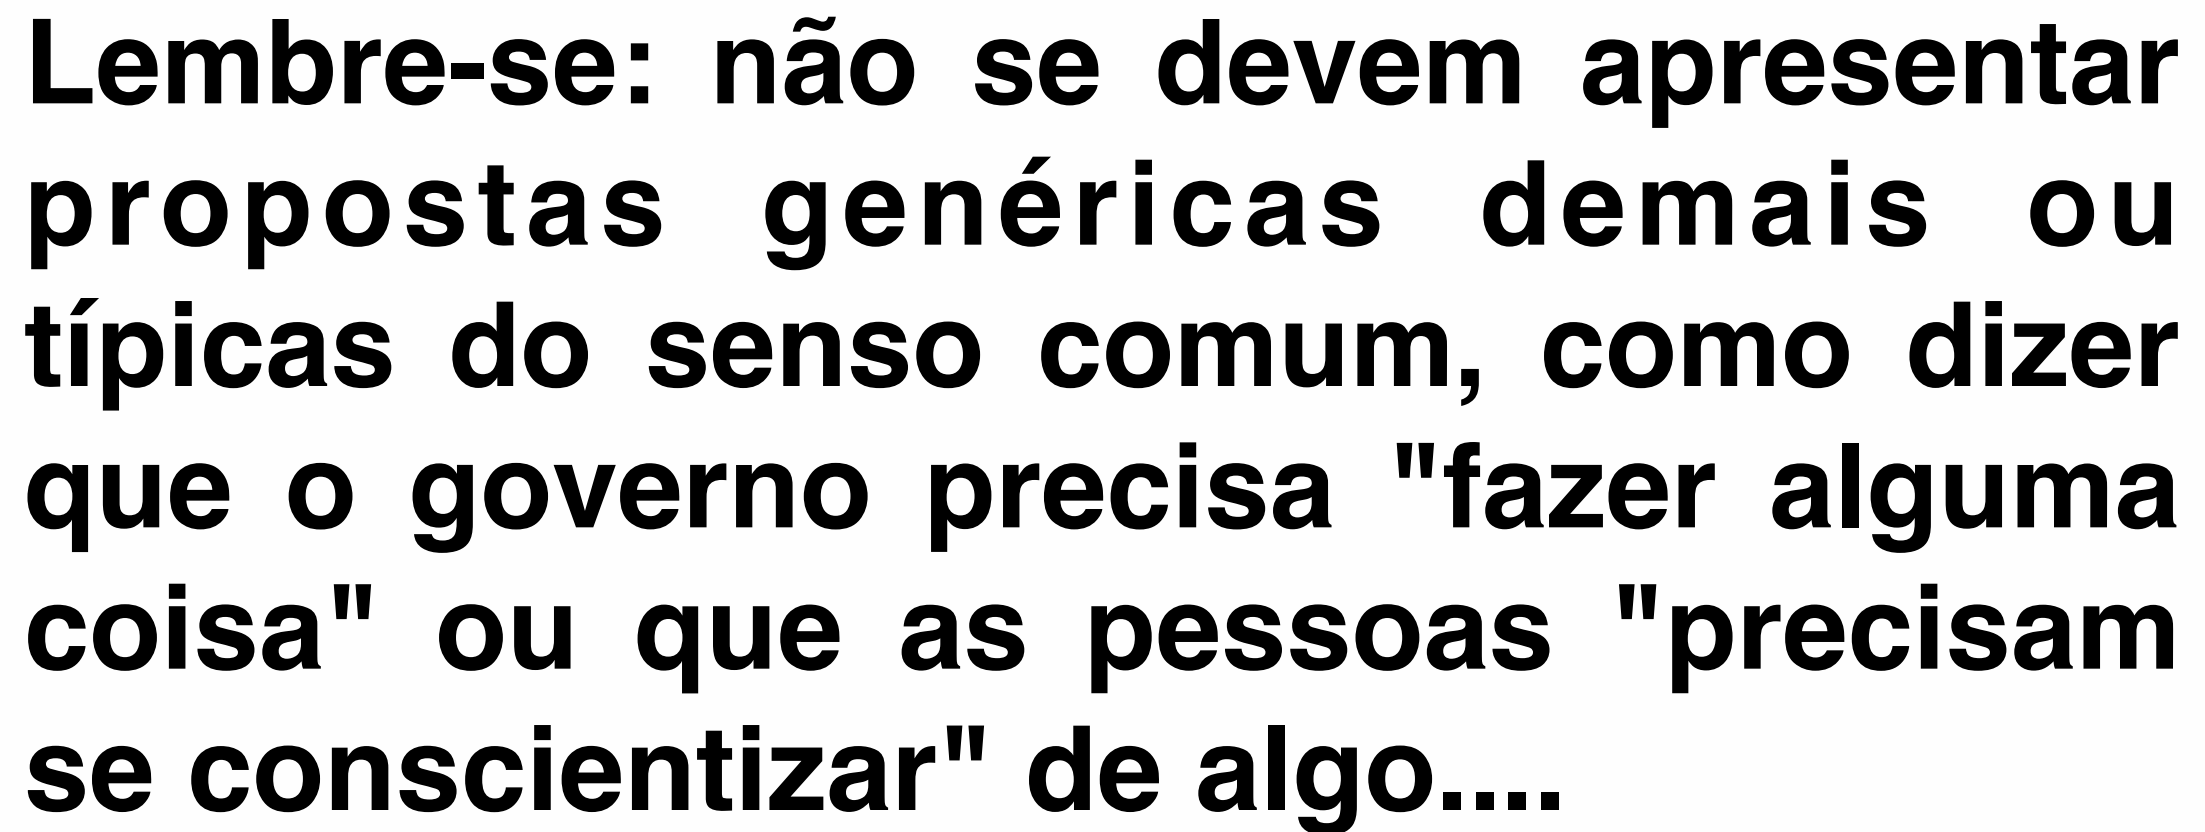 Lembre-se: não se devem apresentar
propostas genéricas demais ou
típicas do senso comum, como dizer
que o governo precisa "fazer alguma
coisa" ou que as pessoas "precisam
se conscientizar" de algo....